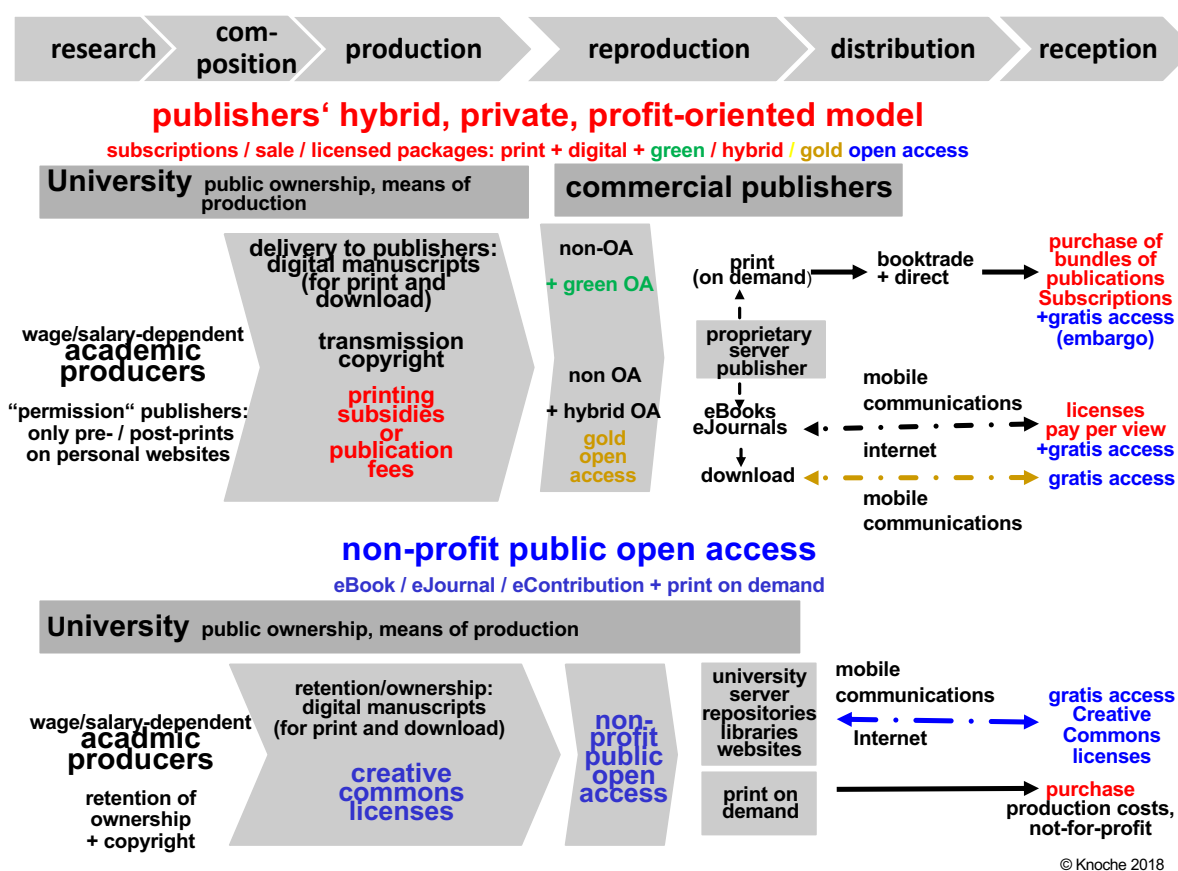 research
com-
position
production
reproduction
distribution
reception
publishers‘ hybrid, private, profit-oriented model
subscriptions / sale / licensed packages: print + digital + green / hybrid / gold open access
University public ownership, means of
production
commercial publishers
wage/salary-dependent
academic
producers
“permission“ publishers:
only pre- / post-prints
on personal websites
delivery to publishers:
digital manuscripts
(for print and
download)
transmission
copyright
printing
subsidies
or
publication
fees
non-OA
+ green OA
non OA
+ hybrid OA
gold
open
access
print
(on demand)
proprietary
server
publisher
eBooks
eJournals
download
booktrade
+ direct
mobile
communications
internet
mobile
communications
purchase of
bundles of
publications
Subscriptions
+gratis access
(embargo)
licenses
pay per view
+gratis access
gratis access
non-profit public open access
eBook / eJournal / eContribution + print on demand
University public ownership, means of production
wage/salary-dependent
acadmic
producers
retention of
ownership
+ copyright
retention/ownership:
digital manuscripts
(for print and download)
creative
commons
licenses
non-
profit
public
open
access
university
server
repositories
libraries
websites
print on
demand
mobile
communications
Internet
gratis access
Creative
Commons
licenses
purchase
production costs,
not-for-profit
© Knoche 2018